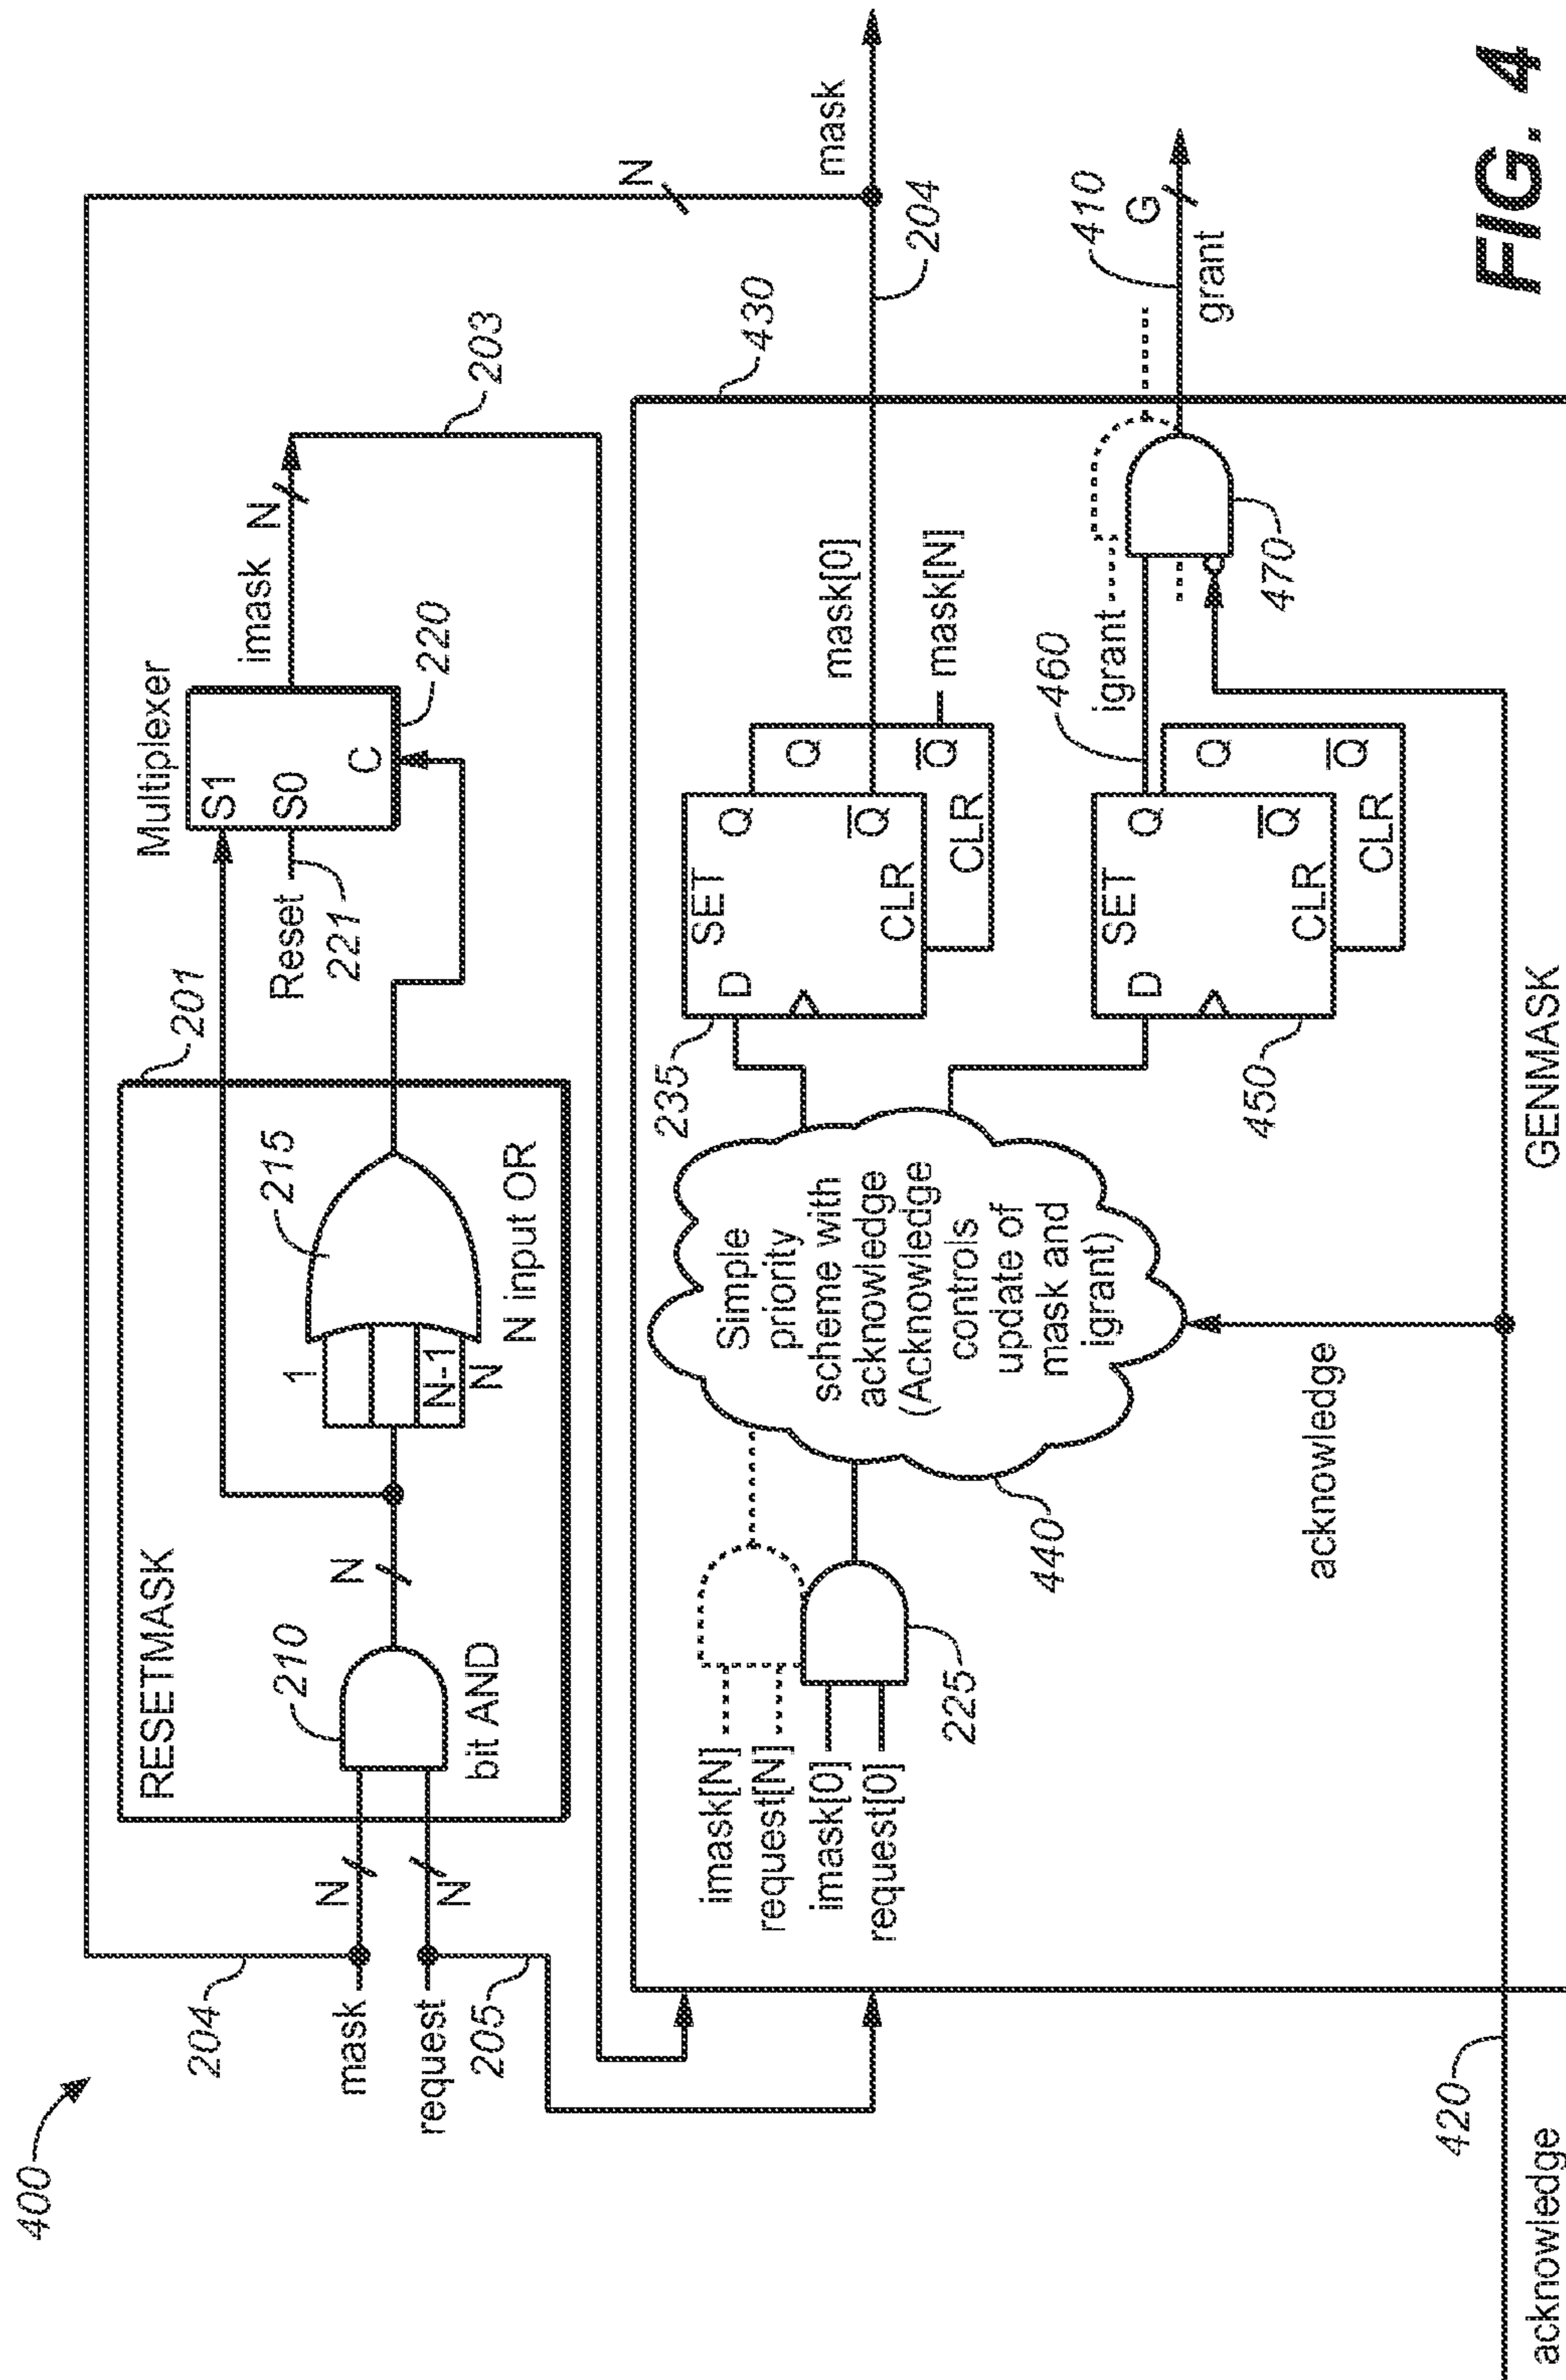 400
204
mask
request
205
N
N
RESETMASK
210
bit AND
N
1
N-1
N
215
N input OR
201
Multiplexer
S1
S0
C
Reset
221
220
imask
N
203
N
mask
204
430
imask[N]
request[N]
imask[0]
request[0]
225
Simple
priority
scheme with
acknowledge
(Acknowledge
controls
update of
mask and
igrant)
440
235
D
SET
Q
Q
CLR
Q
Q
CLR
mask[0]
mask[N]
450
D
SET
Q
Q
CLR
Q
Q
CLR
460
igrant
igrant
470
410
G
grant
acknowledge
420
acknowledge
GENMASK
FIG. 4